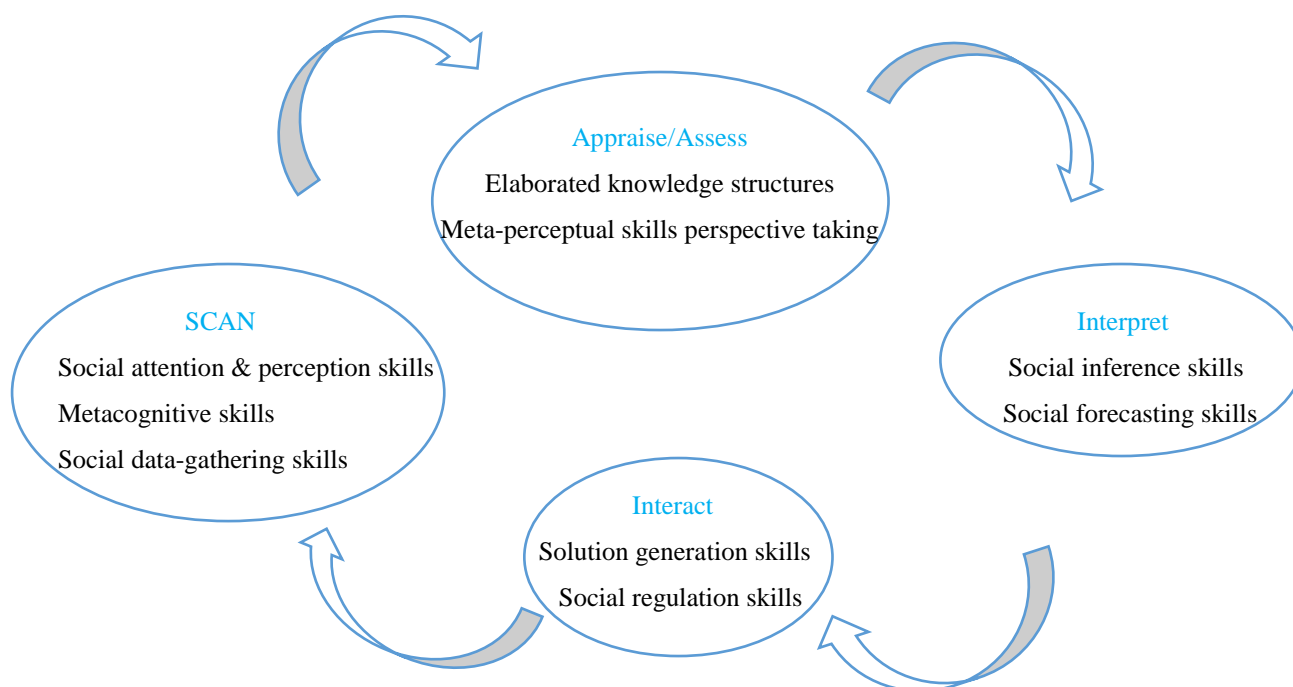 Appraise/Assess
Elaborated knowledge structures
Meta-perceptual skills perspective taking
SCAN
Social attention & perception skills
Metacognitive skills
Social data-gathering skills
Interpret
Social inference skills
Social forecasting skills
Interact
Solution generation skills
Social regulation skills